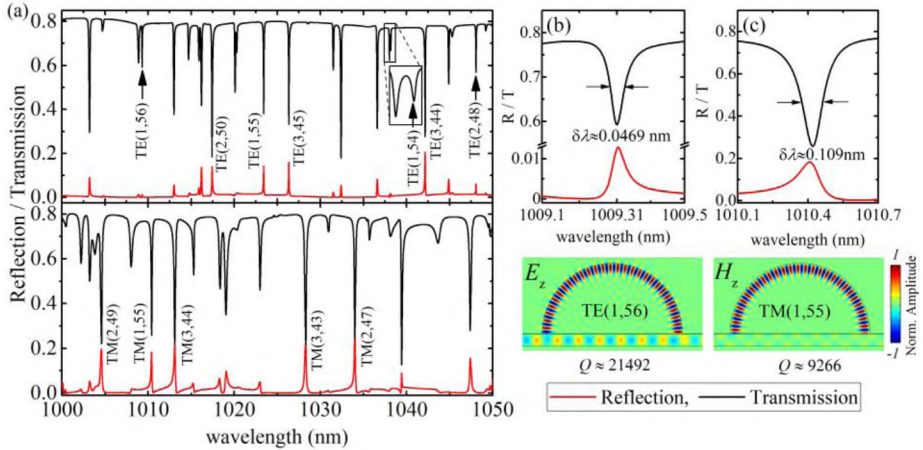 (a)
Reflection / Transmission
0.8
0.6
0.4
0.2
0.0
TE(1,56)
TE(2,50)
TE(1,55)
TE(3,45)
TE(1,54)
TE(3,44)
TE(2,48)
0.8
0.6
0.4
0.2
0.0
TM(2,49)
TM(1,55)
TM(3,44)
TM(3,43)
TM(2,47)
1000 1010 1020 1030 1040 1050
wavelength (nm)
(b)
R / T
0.8
0.7
0.6
0.01
0
δλ≈0.0469 nm
1009.1 1009.31 1009.5
wavelength (nm)
(c)
R / T
0.8
0.6
0.4
0.2
0
δλ≈0.109nm
1010.1 1010.4 1010.7
wavelength (nm)
Ez
TE(1,56)
Q ≈ 21492
Hz
TM(1,55)
Q ≈ 9266
1
Norm. Amplitude
-1
Reflection, Transmission